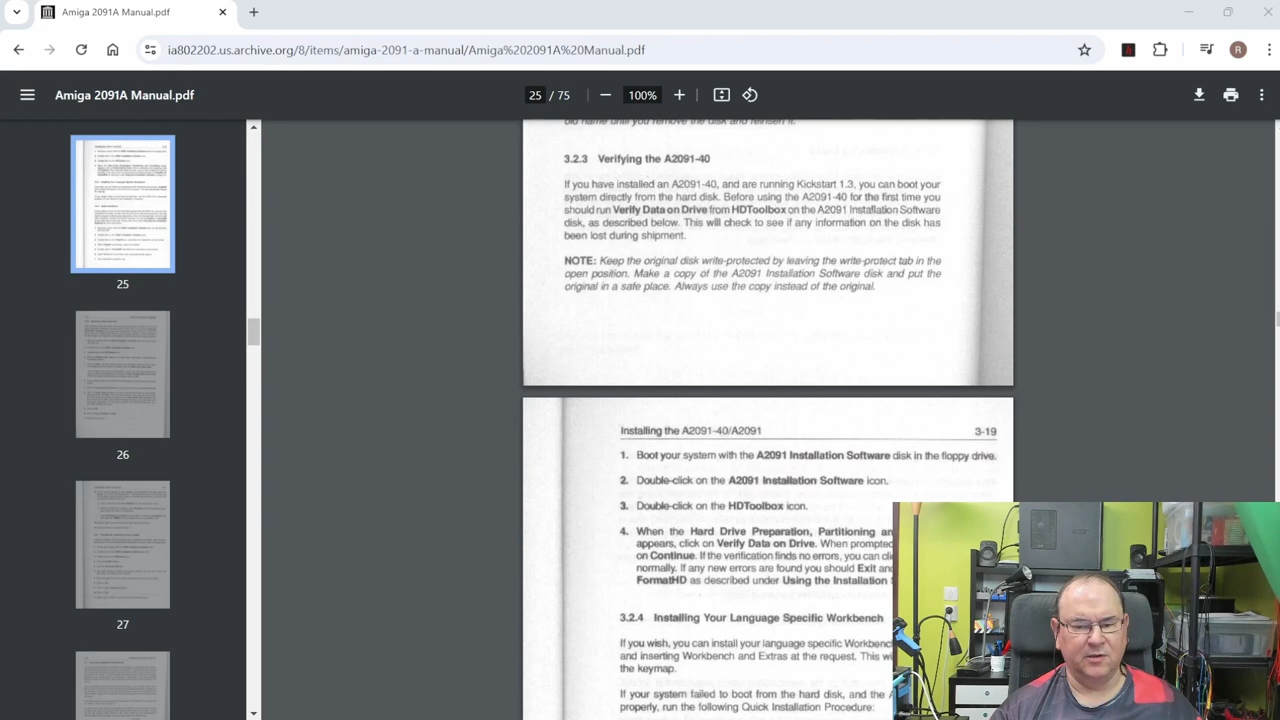 Amiga 2091A Manual.pdf
ia802202.us.archive.org/8/items/amiga-2091-a-manual/Amiga%202091A%20Manual.pdf
R
Amiga 2091A Manual.pdf
25 / 75
100%
25
26
27
old name until you remove the disk and reinsert it.
3.2.3 Verifying the A2091-40
If you have installed an A2091-40, and are running Kickstart 1.3, you can boot your
system directly from the hard disk. Before using the A2091-40 for the first time you
should run Verify Data on Drive from HDToolbox on the A2091 Installation Software
disk, as described below. This will check to see if any information on the disk has
been lost during shipment.
NOTE: Keep the original disk write-protected by leaving the write-protect tab in the
open position. Make a copy of the A2091 Installation Software disk and put the
original in a safe place. Always use the copy instead of the original.
Installing the A2091-40/A2091 3-19
1. Boot your system with the A2091 Installation Software disk in the floppy drive.
2. Double-click on the A2091 Installation Software icon.
3. Double-click on the HDToolbox icon.
4. When the Hard Drive Preparation, Partitioning an
appears, click on Verify Data on Drive. When prompted
on Continue. If the verification finds no errors, you can cli
normally. If any new errors are found you should Exit an
FormatHD as described under Using the Installation
3.2.4 Installing Your Language Specific Workbench
If you wish, you can install your language specific Workbenc
and inserting Workbench and Extras at the request. This wi
the keymap.
If your system failed to boot from the hard disk, and the A
properly, run the following Quick Installation Procedure: